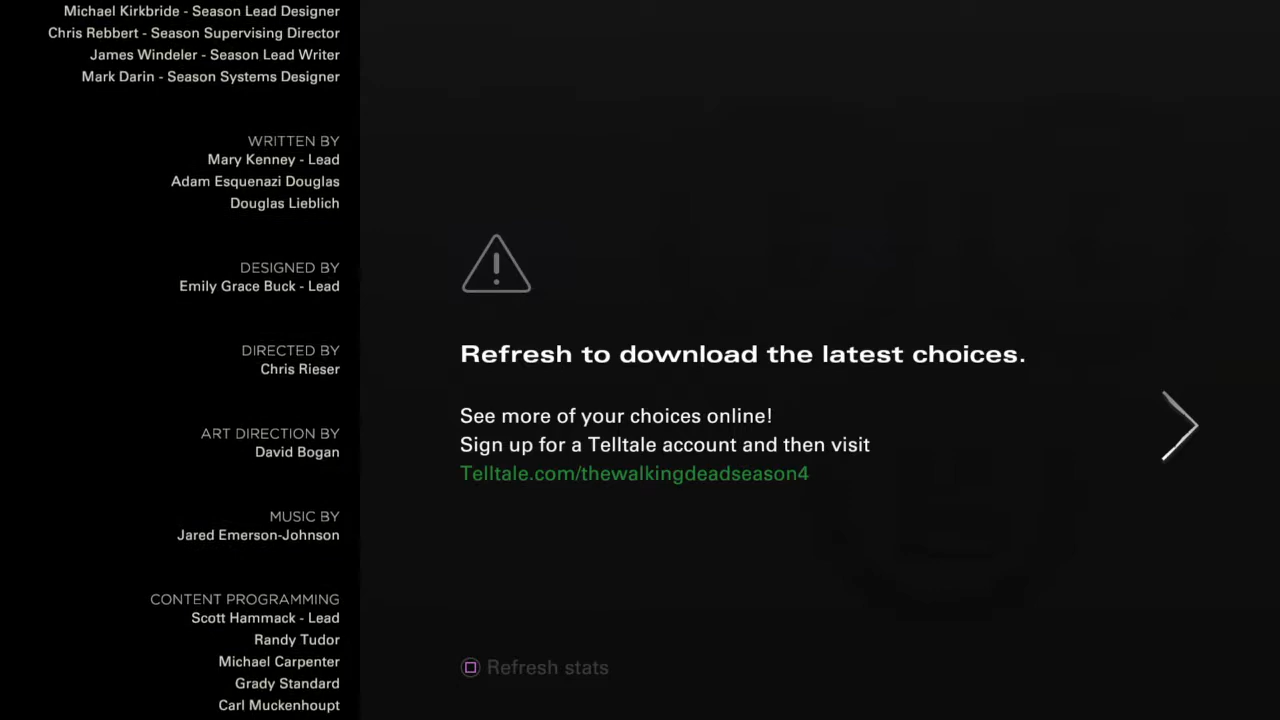 Michael Kirkbride - Season Lead Designer
Chris Rebbert - Season Supervising Director
James Windeler - Season Lead Writer
Mark Darin - Season Systems Designer
WRITTEN BY
Mary Kenney - Lead
Adam Esquenazi Douglas
Douglas Lieblich
DESIGNED BY
Emily Grace Buck - Lead
DIRECTED BY
Chris Rieser
ART DIRECTION BY
David Bogan
MUSIC BY
Jared Emerson-Johnson
CONTENT PROGRAMMING
Scott Hammack - Lead
Randy Tudor
Michael Carpenter
Grady Standard
Carl Muckenhoupt
Refresh to download the latest choices.
See more of your choices online!
Sign up for a Telltale account and then visit
Telltale.com/thewalkingdeadseason4
Refresh stats